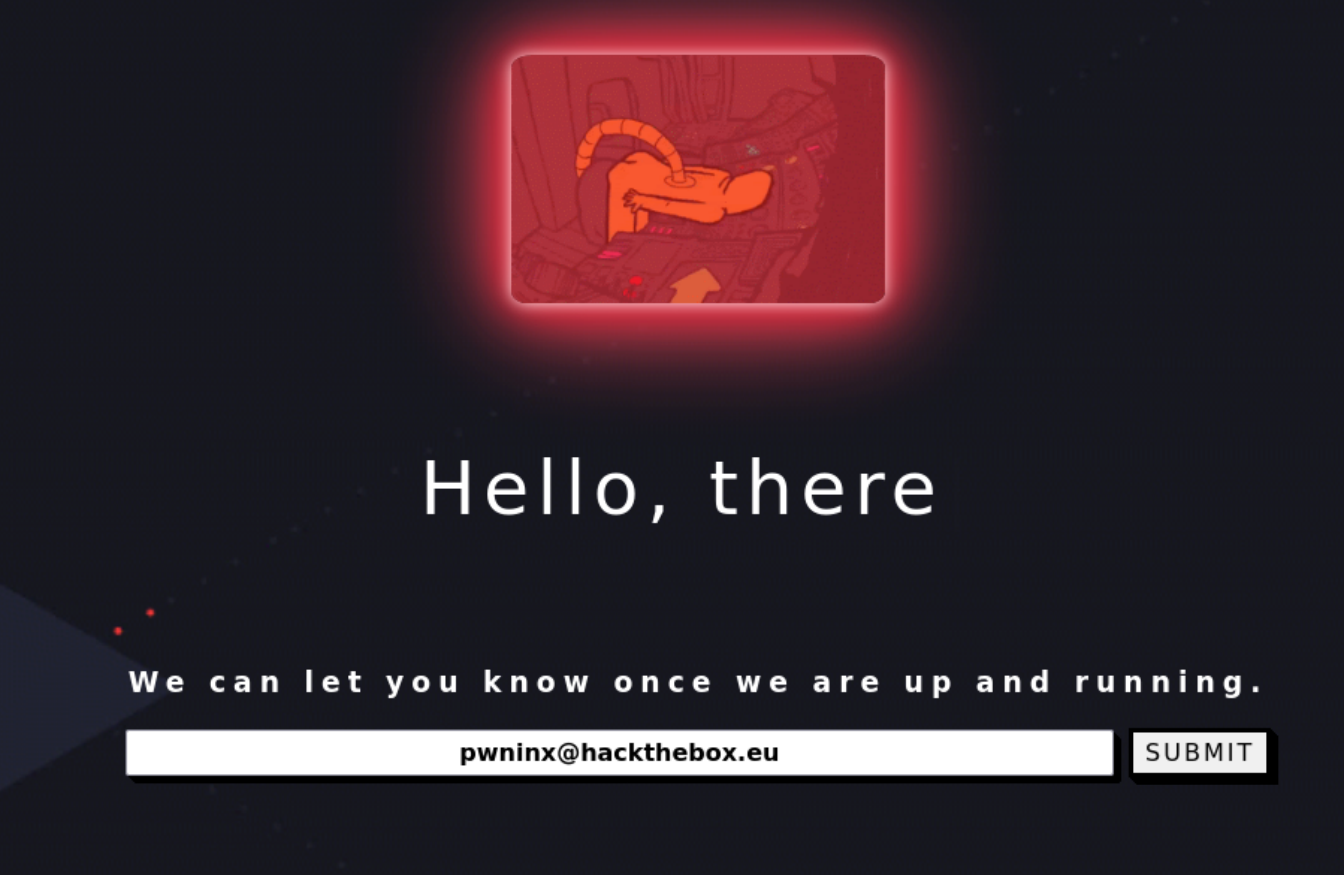 Hello, there
We can let you know once we are up and running.
pwninx@hackthebox.eu
SUBMIT